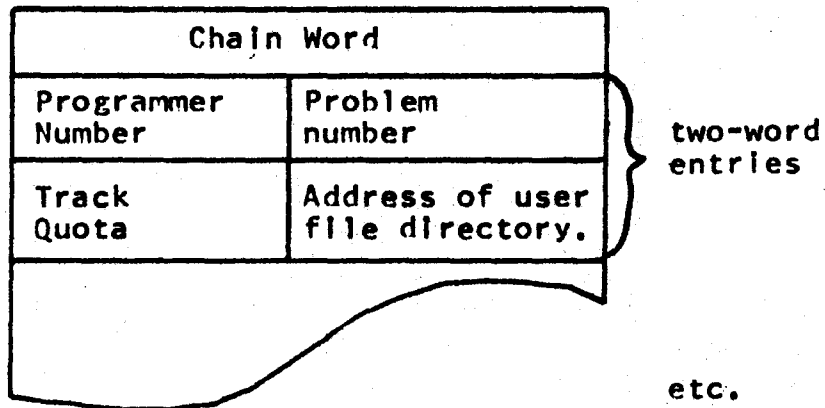 Chain Word
Programmer Number
Problem number
two-word entries
Track Quota
Address of user file directory.
etc.